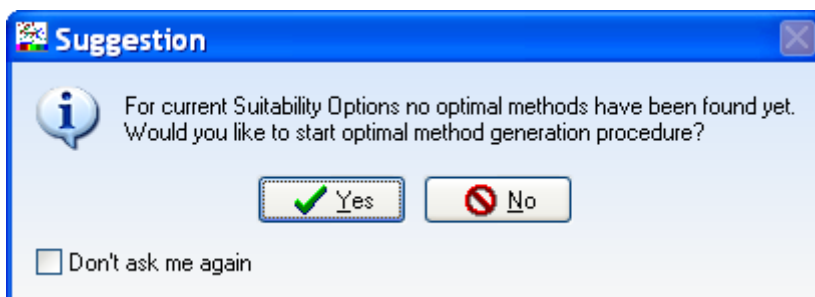 Suggestion
For current Suitability Options no optimal methods have been found yet.
Would you like to start optimal method generation procedure?
Yes No
Don't ask me again